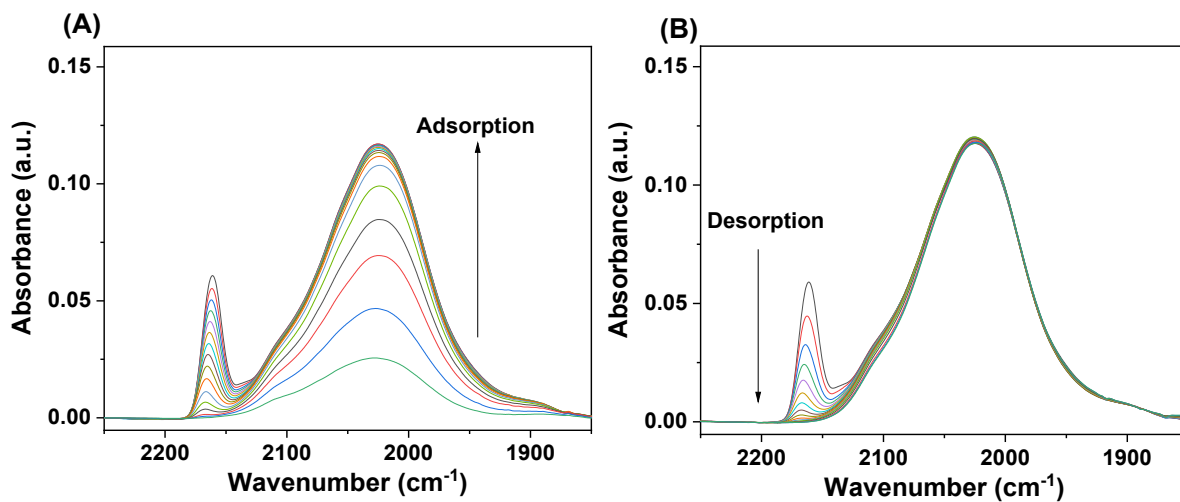 (A)
0.15
0.10
0.05
0.00
Absorbance (a.u.)
Adsorption
2200 2100 2000 1900
Wavenumber (cm⁻¹)
(B)
0.15
0.10
0.05
0.00
Absorbance (a.u.)
Desorption
2200 2100 2000 1900
Wavenumber (cm⁻¹)